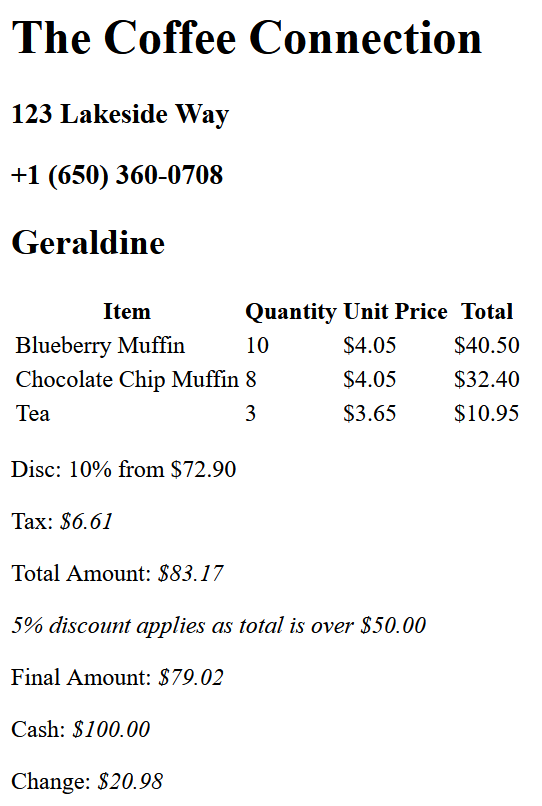 The Coffee Connection
123 Lakeside Way
+1 (650) 360-0708
Geraldine
Item Quantity Unit Price Total
Blueberry Muffin 10 $4.05 $40.50
Chocolate Chip Muffin 8 $4.05 $32.40
Tea 3 $3.65 $10.95
Disc: 10% from $72.90
Tax: $6.61
Total Amount: $83.17
5% discount applies as total is over $50.00
Final Amount: $79.02
Cash: $100.00
Change: $20.98